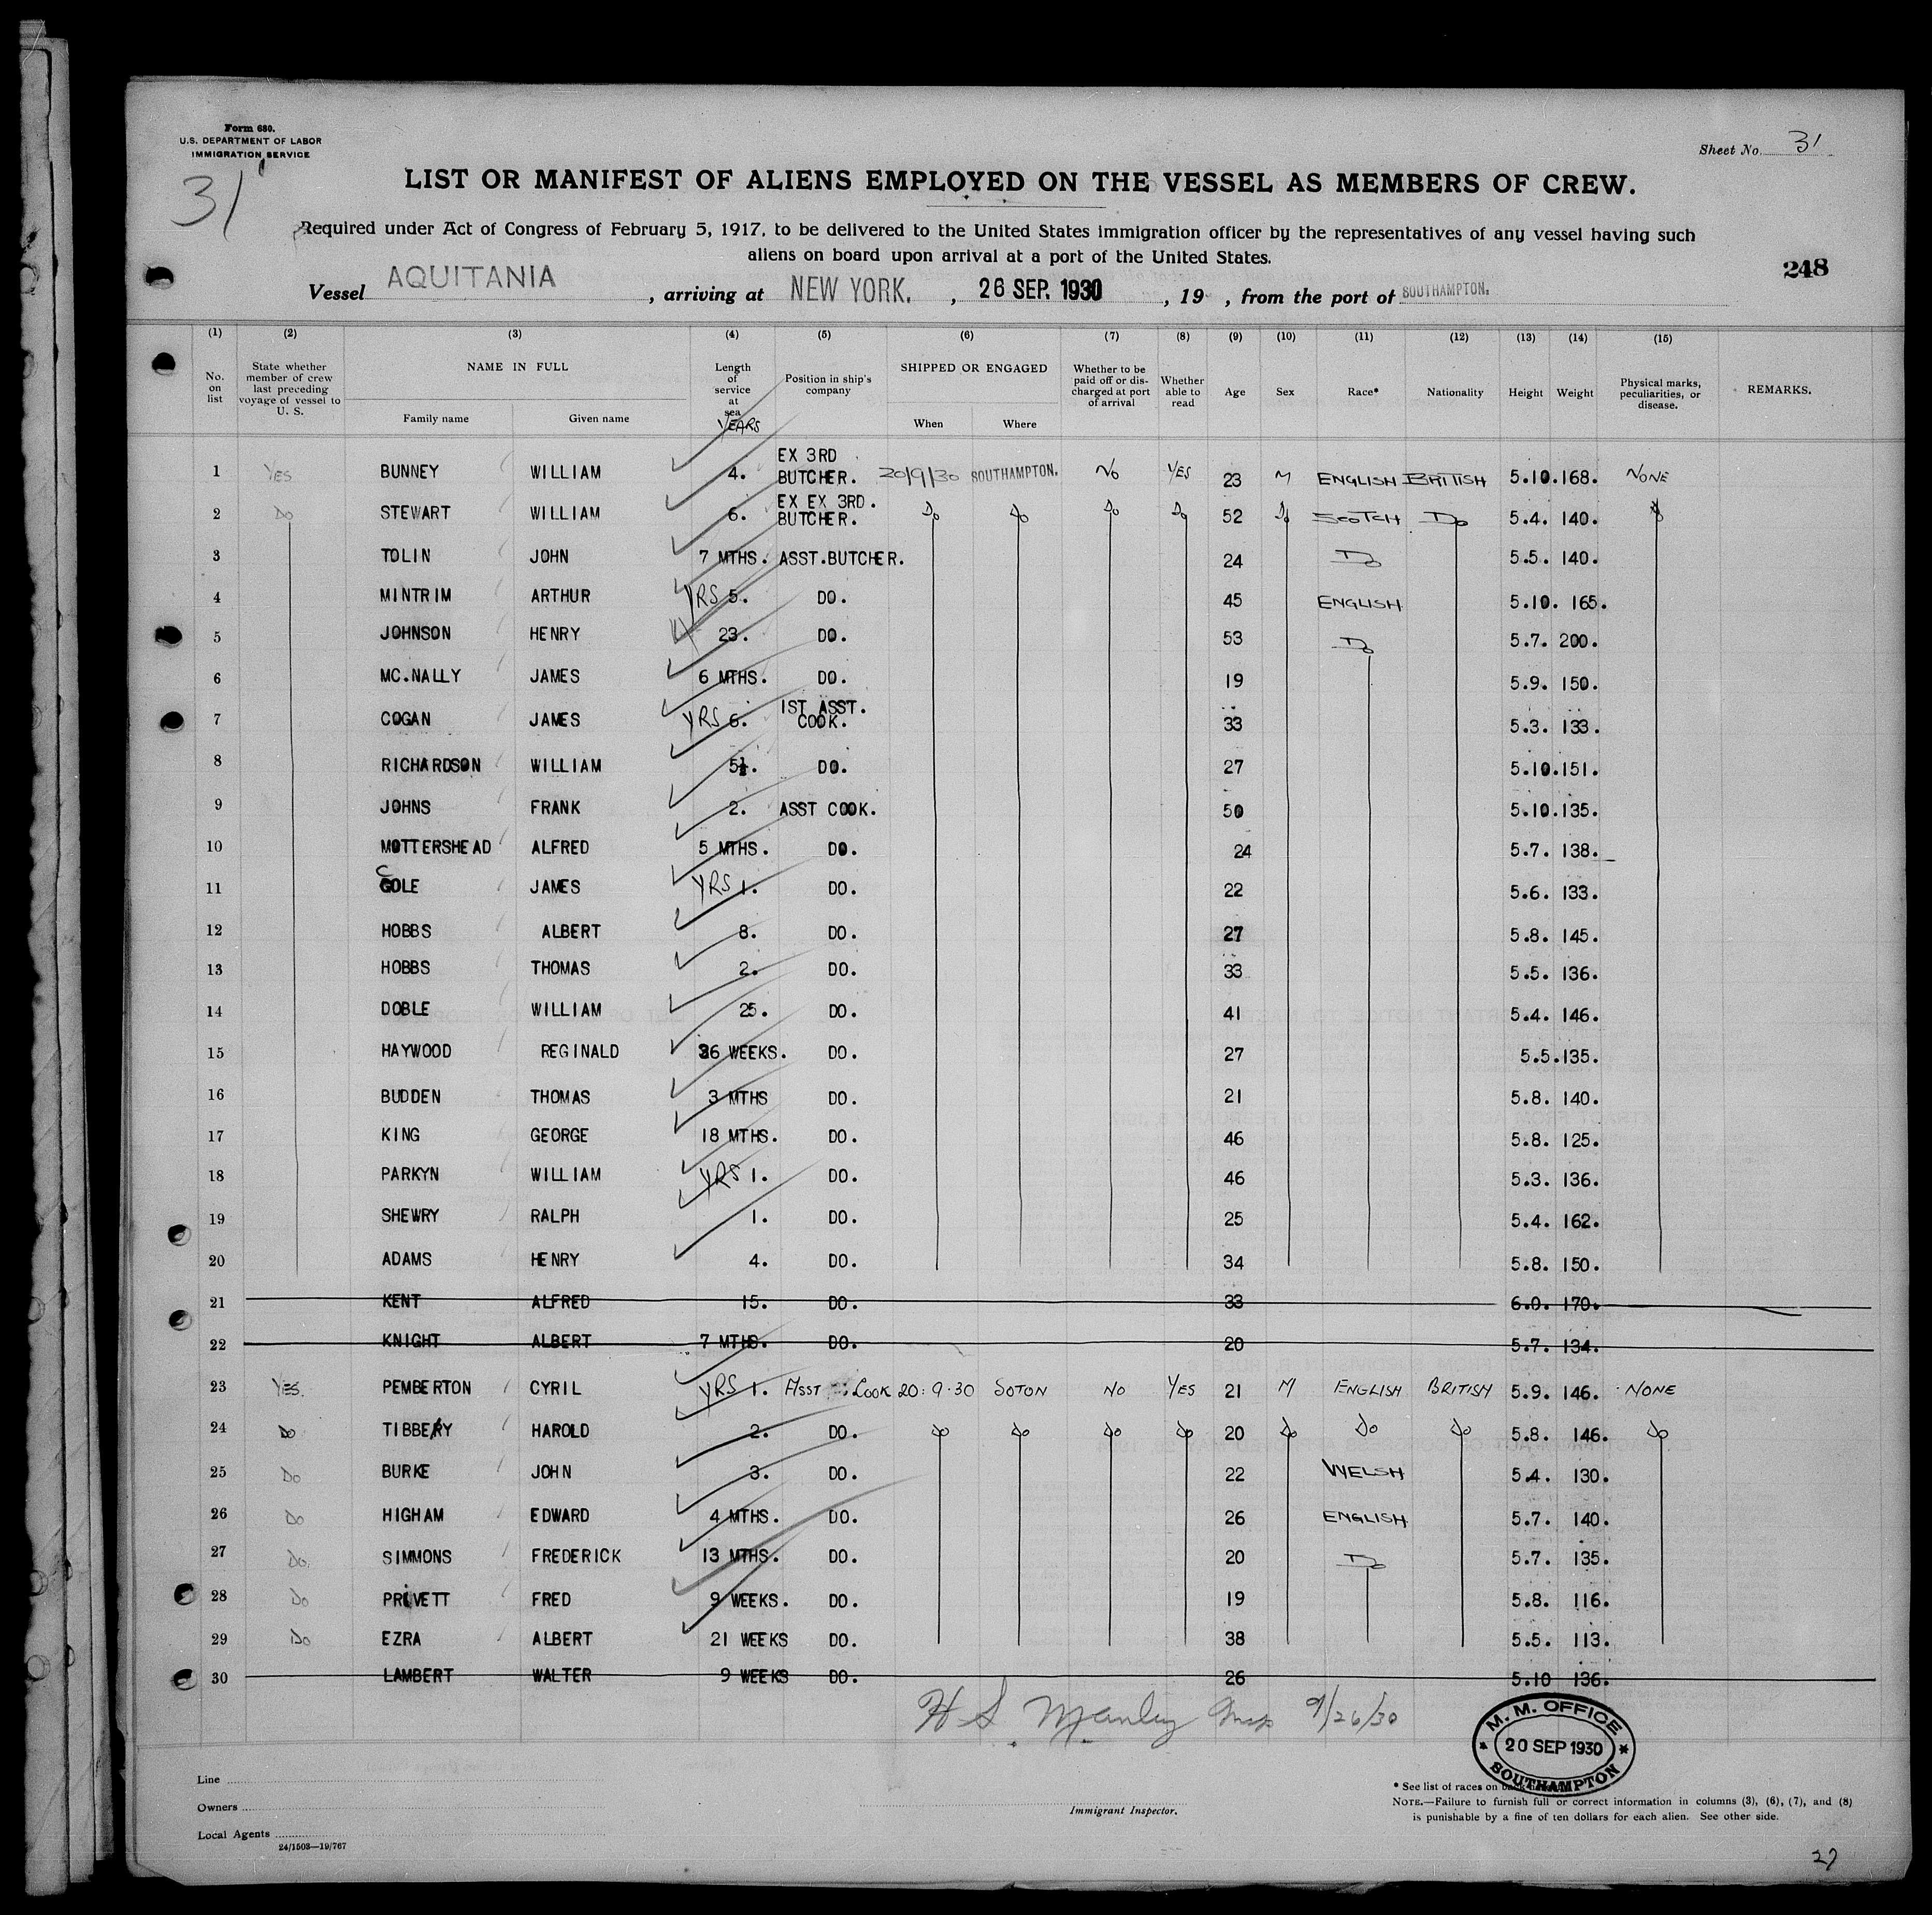 Form 680.
U.S. DEPARTMENT OF LABOR
IMMIGRATION SERVICE
Sheet No. 31
31
LIST OR MANIFEST OF ALIENS EMPLOYED ON THE VESSEL AS MEMBERS OF CREW.
Required under Act of Congress of February 5, 1917, to be delivered to the United States immigration officer by the representatives of any vessel having such
aliens on board upon arrival at a port of the United States.
248
Vessel AQUITANIA, arriving at NEW YORK., 26 SEP. 1930, 19 , from the port of SOUTHAMPTON.
(1) (2) (3) (4) (5) (6) (7) (8) (9) (10) (11) (12) (13) (14) (15)
No. on list State whether member of crew last preceding voyage of vessel to U. S. NAME IN FULL Family name Given name Length of service at sea YEARS Position in ship's company SHIPPED OR ENGAGED When Where Whether to be paid off or discharged at port of arrival Whether able to read Age Sex Race* Nationality Height Weight Physical marks, peculiarities, or disease. REMARKS.
1 YES BUNNEY WILLIAM 4. EX 3RD BUTCHER. 20/9/30 SOUTHAMPTON. No YES 23 M ENGLISH BRITISH 5.10. 168. NONE
2 Do STEWART WILLIAM 6. EX EX 3RD. BUTCHER. Do Do Do Do 52 Do SCOTCH Do 5.4. 140. Do
3 TOLIN JOHN 7 MTHS. ASST.BUTCHER. 24 Do 5.5. 140.
4 MINTRIM ARTHUR YRS 5. DO. 45 ENGLISH 5.10. 165.
5 JOHNSON HENRY 23. DO. 53 Do 5.7. 200.
6 MC.NALLY JAMES 6 MTHS. DO. 19 5.9. 150.
7 COGAN JAMES YRS 6. 1ST ASST. COOK. 33 5.3. 133.
8 RICHARDSON WILLIAM 5½. DO. 27 5.10. 151.
9 JOHNS FRANK 2. ASST COOK. 50 5.10. 135.
10 MOTTERSHEAD ALFRED 5 MTHS. DO. 24 5.7. 138.
11 COLE JAMES YRS 1. DO. 22 5.6. 133.
12 HOBBS ALBERT 8. DO. 27 5.8. 145.
13 HOBBS THOMAS 2. DO. 33 5.5. 136.
14 DOBLE WILLIAM 25. DO. 41 5.4. 146.
15 HAYWOOD REGINALD 36 WEEKS. DO. 27 5.5. 135.
16 BUDDEN THOMAS 3 MTHS DO. 21 5.8. 140.
17 KING GEORGE 18 MTHS. DO. 46 5.8. 125.
18 PARKYN WILLIAM YRS 1. DO. 46 5.3. 136.
19 SHEWRY RALPH 1. DO. 25 5.4. 162.
20 ADAMS HENRY 4. DO. 34 5.8. 150.
21 KENT ALFRED 15. DO. 33 6.0. 170.
22 KNIGHT ALBERT 7 MTHS. DO. 20 5.7. 134.
23 YES. PEMBERTON CYRIL YRS 1. Asst Cook 20.9.30 SOTON NO YES 21 M ENGLISH BRITISH 5.9. 146. NONE
24 Do TIBBERY HAROLD 2. DO. Do Do Do Do 20 Do Do Do 5.8. 146. Do
25 Do BURKE JOHN 3. DO. 22 WELSH 5.4. 130.
26 Do HIGHAM EDWARD 4 MTHS. DO. 26 ENGLISH 5.7. 140.
27 Do. SIMMONS FREDERICK 13 MTHS. DO. 20 Do 5.7. 135.
28 Do PRIVETT FRED 9 WEEKS. DO. 19 5.8. 116.
29 Do EZRA ALBERT 21 WEEKS DO. 38 5.5. 113.
30 LAMBERT WALTER 9 WEEKS DO. 26 5.10 136.
H S Manley Insp 9/26/30
M. M. OFFICE
20 SEP 1930
SOUTHAMPTON
Line
Owners
Local Agents
24/1503—19/767
Immigrant Inspector.
* See list of races on back
NOTE.—Failure to furnish full or correct information in columns (3), (6), (7), and (8)
is punishable by a fine of ten dollars for each alien. See other side.
27